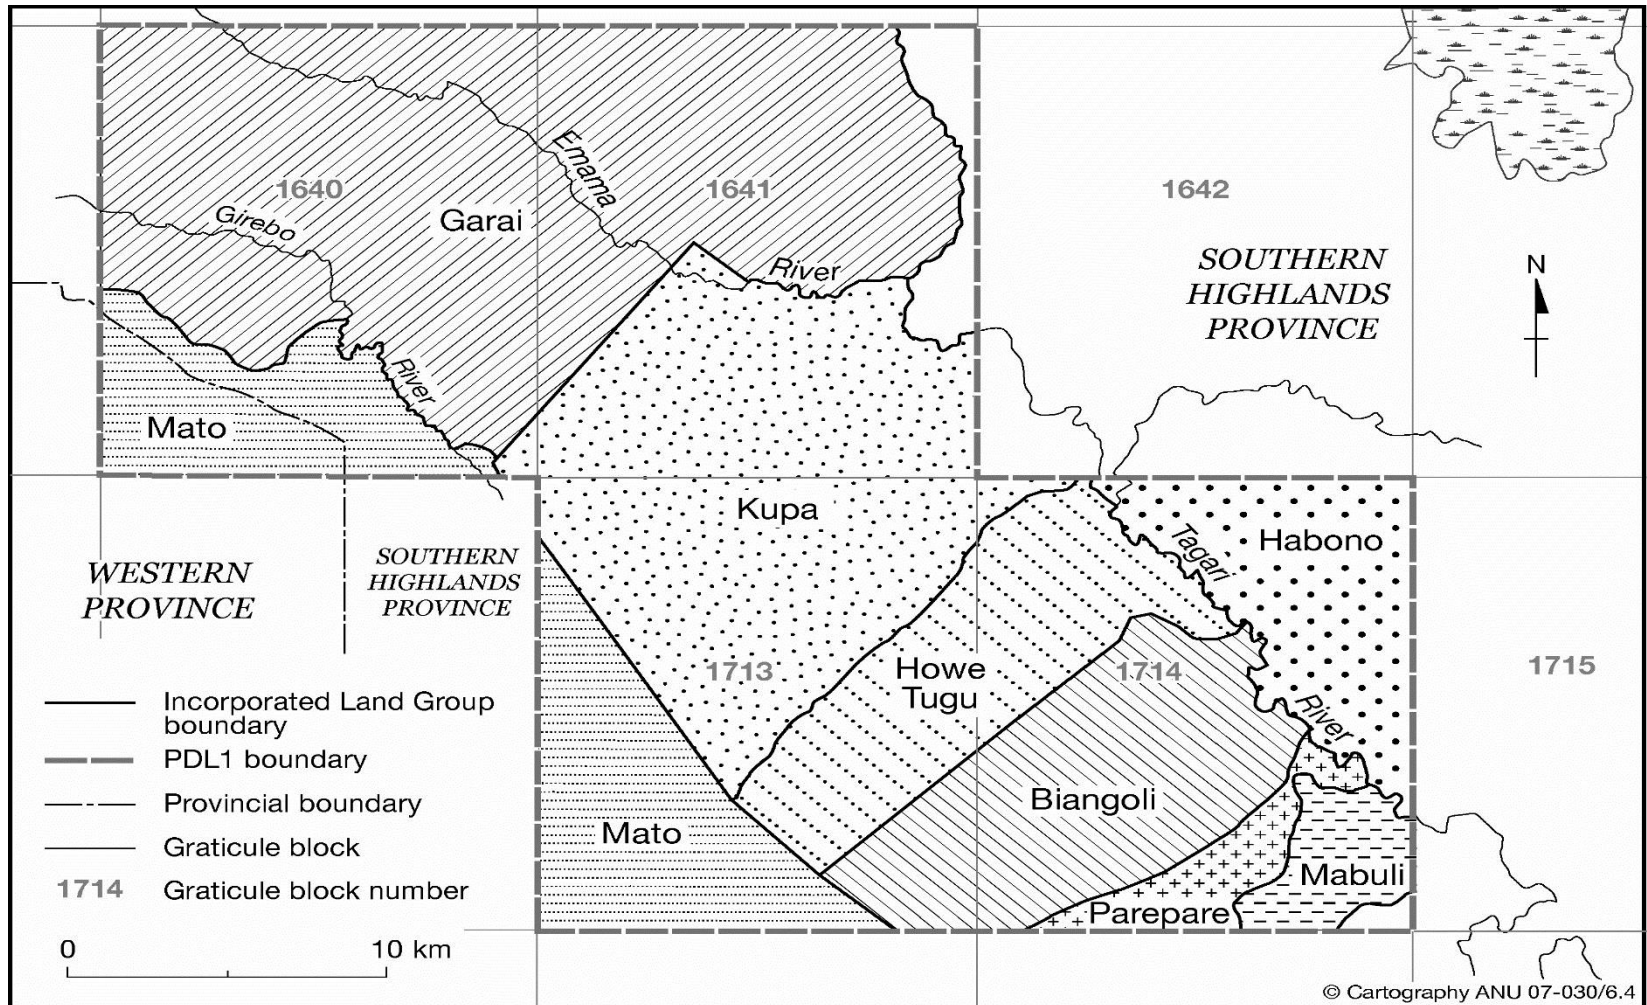 1640
1641
1642
Emama
Girebo
Garai
River
SOUTHERN
HIGHLANDS
PROVINCE
N
River
Mato
Kupa
Tagari
Habono
WESTERN
PROVINCE
SOUTHERN
HIGHLANDS
PROVINCE
1713
Howe
Tugu
1714
1715
River
Incorporated Land Group
boundary
PDL1 boundary
Provincial boundary
Graticule block
1714 Graticule block number
Biangoli
Mato
Mabuli
Parepare
0 10 km
© Cartography ANU 07-030/6.4